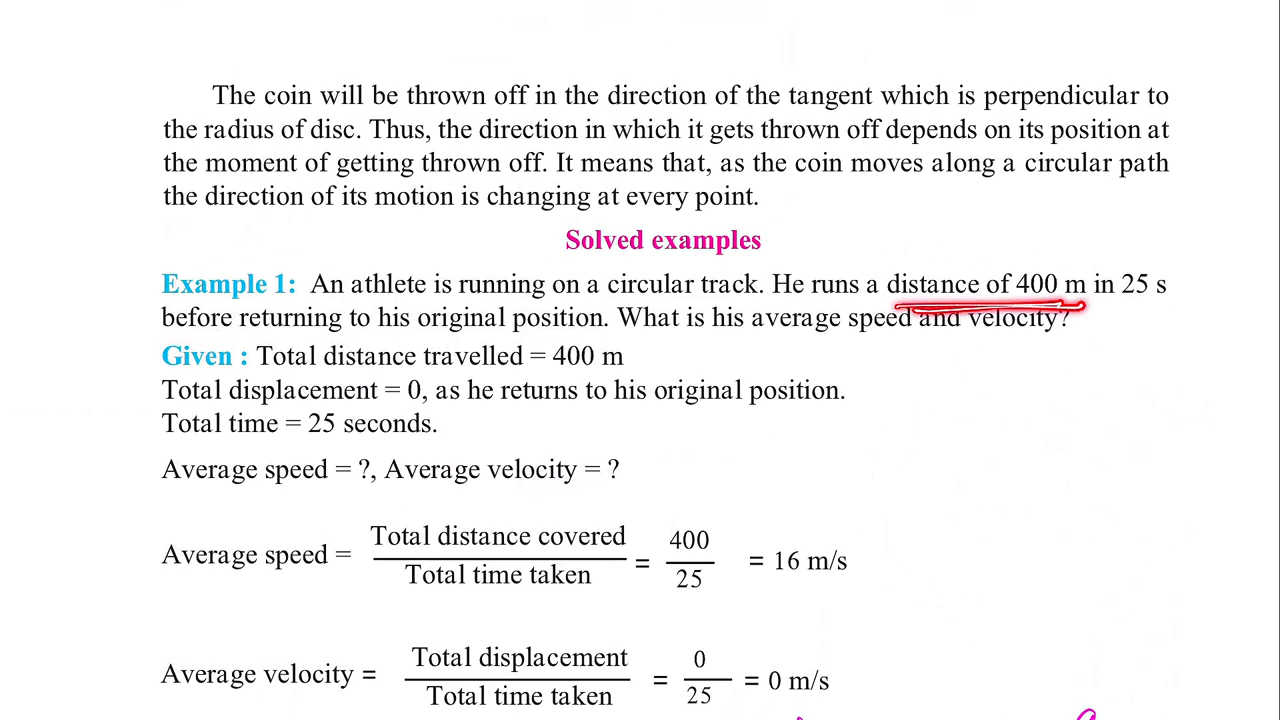 The coin will be thrown off in the direction of the tangent which is perpendicular to
the radius of disc. Thus, the direction in which it gets thrown off depends on its position at
the moment of getting thrown off. It means that, as the coin moves along a circular path
the direction of its motion is changing at every point.
Solved examples
Example 1: An athlete is running on a circular track. He runs a distance of 400 m in 25 s
before returning to his original position. What is his average speed and velocity?
Given : Total distance travelled = 400 m
Total displacement = 0, as he returns to his original position.
Total time = 25 seconds.
Average speed = ?, Average velocity = ?
Average speed = Total distance covered / Total time taken = 400 / 25 = 16 m/s
Average velocity = Total displacement / Total time taken = 0 / 25 = 0 m/s